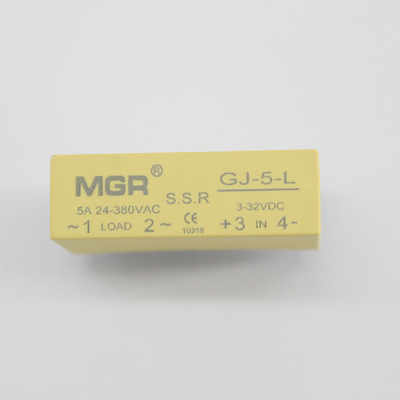 MGR®
S.S.R
GJ-5-L
5A 24-380VAC
CE
10318
3-32VDC
~1 LOAD 2~
+3 IN 4-